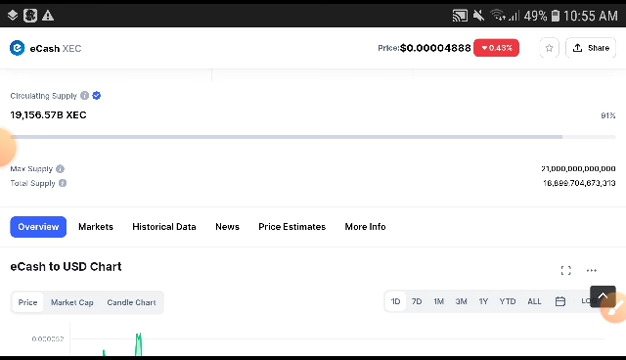 49% 10:55 AM
eCash XEC
Price:$0.00004888 ▾ 0.43%
Share
Circulating Supply
19,156.57B XEC
91%
Max Supply
21,000,000,000,000
Total Supply
Overview
Markets
Historical Data
News
Price Estimates
More Info
eCash to USD Chart
Price
Market Cap
Candle Chart
1D
7D
1M
3M
1Y
YTD
ALL
0.000052